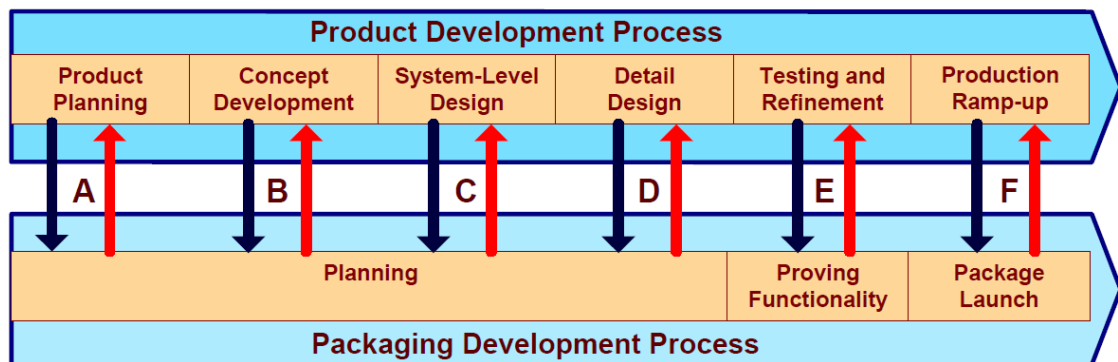 Product Development Process
Product
Planning
Concept
Development
System-Level
Design
Detail
Design
Testing and
Refinement
Production
Ramp-up
A
B
C
D
E
F
Planning
Proving
Functionality
Package
Launch
Packaging Development Process